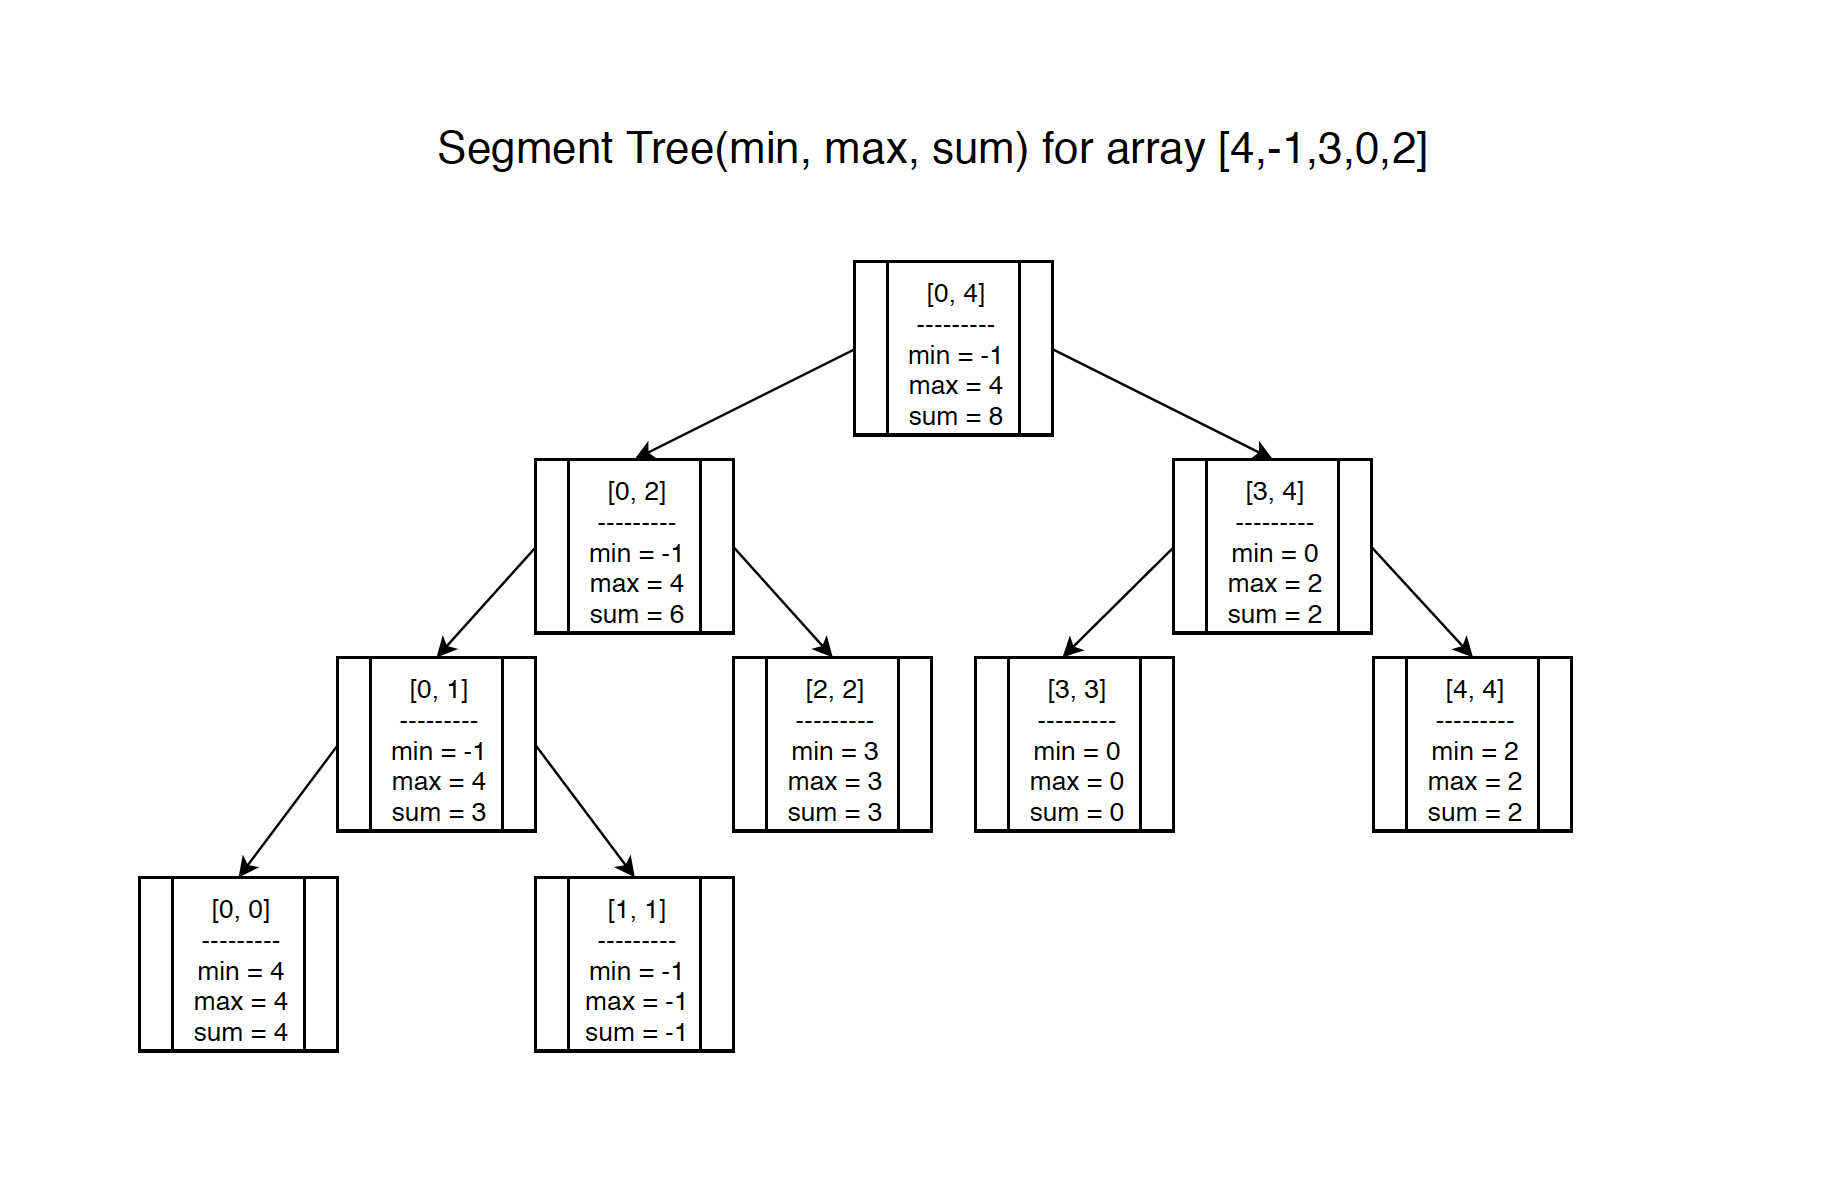 Segment Tree(min, max, sum) for array [4,-1,3,0,2]
[0, 4]
---------
min = -1
max = 4
sum = 8
[0, 2]
---------
min = -1
max = 4
sum = 6
[3, 4]
---------
min = 0
max = 2
sum = 2
[0, 1]
---------
min = -1
max = 4
sum = 3
[2, 2]
---------
min = 3
max = 3
sum = 3
[3, 3]
---------
min = 0
max = 0
sum = 0
[4, 4]
---------
min = 2
max = 2
sum = 2
[0, 0]
---------
min = 4
max = 4
sum = 4
[1, 1]
---------
min = -1
max = -1
sum = -1